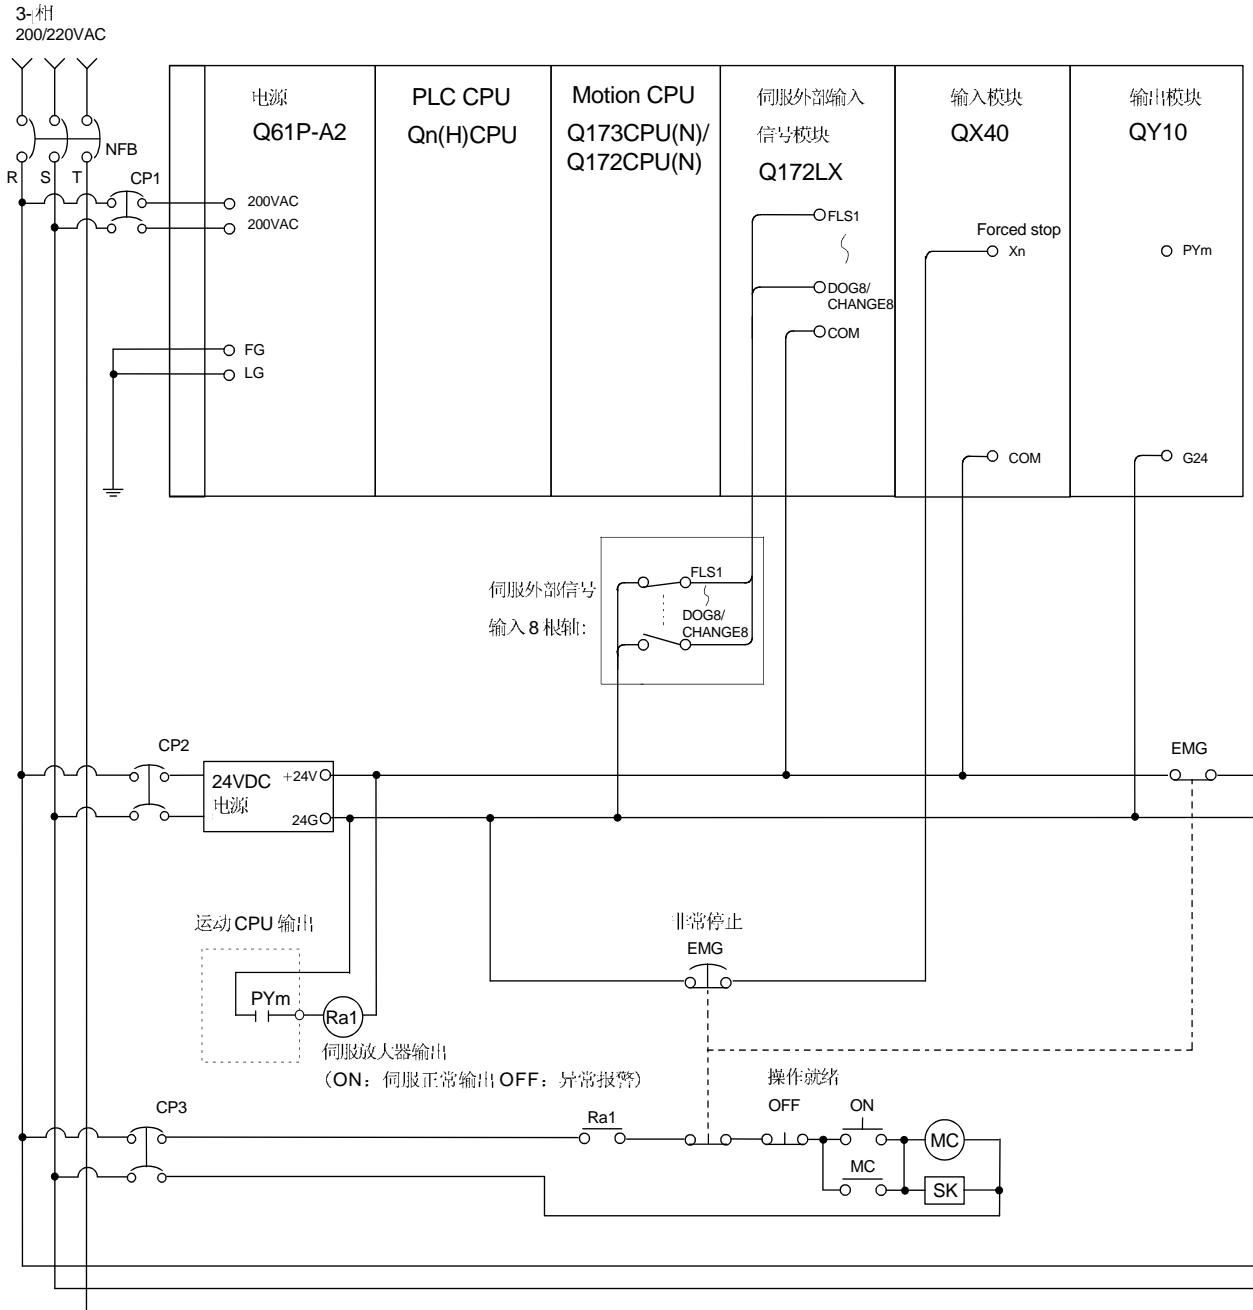 3-相
200/220VAC
NFB
R S T
CP1
电源
Q61P-A2
200VAC
200VAC
FG
LG
PLC CPU
Qn(H)CPU
Motion CPU
Q173CPU(N)/
Q172CPU(N)
伺服外部输入
信号模块
Q172LX
FLS1
DOG8/
CHANGE8
COM
输入模块
QX40
Forced stop
Xn
COM
输出模块
QY10
PYm
G24
伺服外部信号
输入8根轴:
FLS1
DOG8/
CHANGE8
CP2
24VDC
电源
+24V
24G
EMG
运动CPU输出
PYm
Ra1
伺服放大器输出
（ON：伺服正常输出OFF：异常报警）
非常停止
EMG
CP3
Ra1
操作就绪
OFF
ON
MC
MC
SK